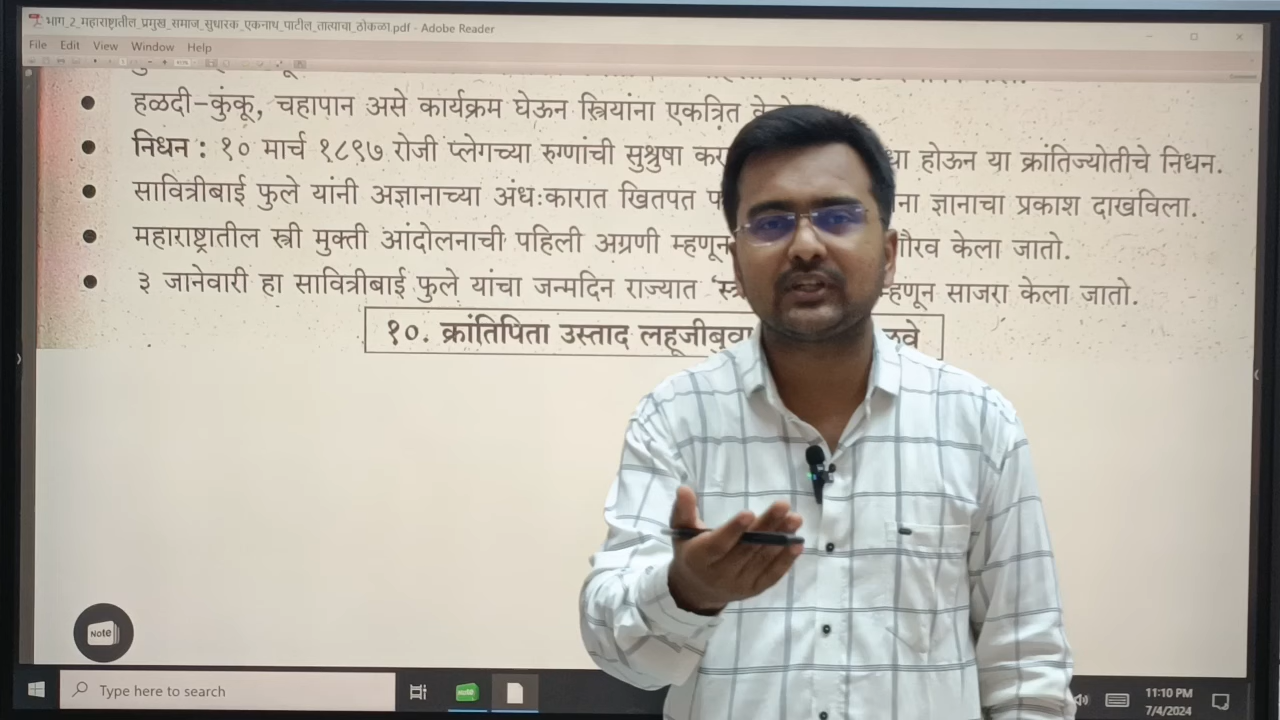 भाग_2_महाराष्ट्रातील_प्रमुख_समाज_सुधारक_एकनाथ_पाटील_तात्याचा_ठोकळा.pdf - Adobe Reader
File Edit View Window Help
हळदी-कुंकू, चहापान असे कार्यक्रम घेऊन स्त्रियांना एकत्रित
निधन : १० मार्च १८९७ रोजी प्लेगच्या रुग्णांची सुश्रुषा होऊन या क्रांतिज्योतीचे निधन.
सावित्रीबाई फुले यांनी अज्ञानाच्या अंधःकारात खितपत ज्ञानाचा प्रकाश दाखविला.
महाराष्ट्रातील स्त्री मुक्ती आंदोलनाची पहिली अग्रणी म्हणून गौरव केला जातो.
३ जानेवारी हा सावित्रीबाई फुले यांचा जन्मदिन राज्यात म्हणून साजरा केला जातो.
१०. क्रांतिपिता उस्ताद लहूजीबुवा
Note
Type here to search
note
11:10 PM
7/4/2024